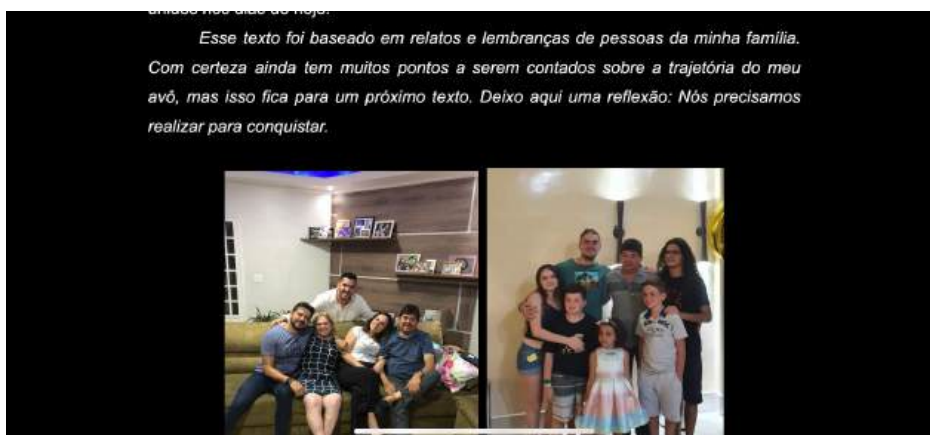 Esse texto foi baseado em relatos e lembranças de pessoas da minha família.
Com certeza ainda tem muitos pontos a serem contados sobre a trajetória do meu
avô, mas isso fica para um próximo texto. Deixo aqui uma reflexão: Nós precisamos
realizar para conquistar.